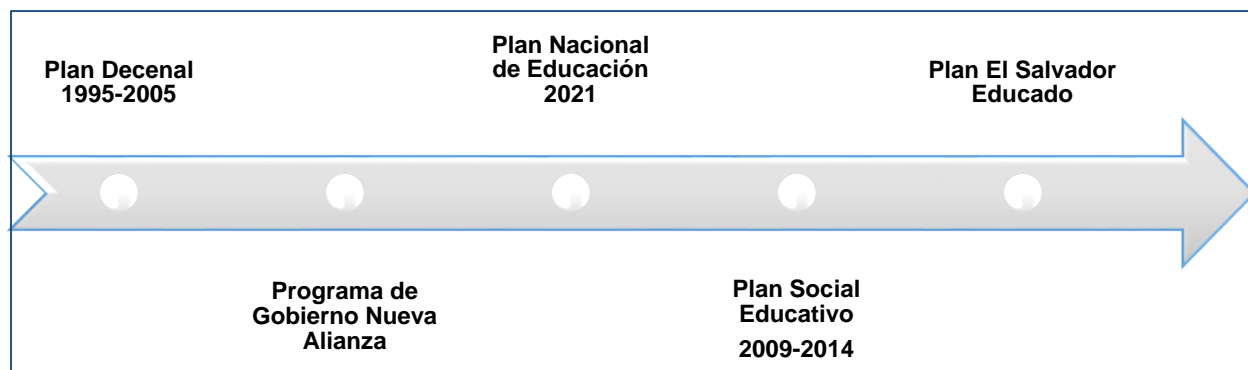 Plan Decenal
1995-2005
Programa de
Gobierno Nueva
Alianza
Plan Nacional
de Educación
2021
Plan Social
Educativo
2009-2014
Plan El Salvador
Educado